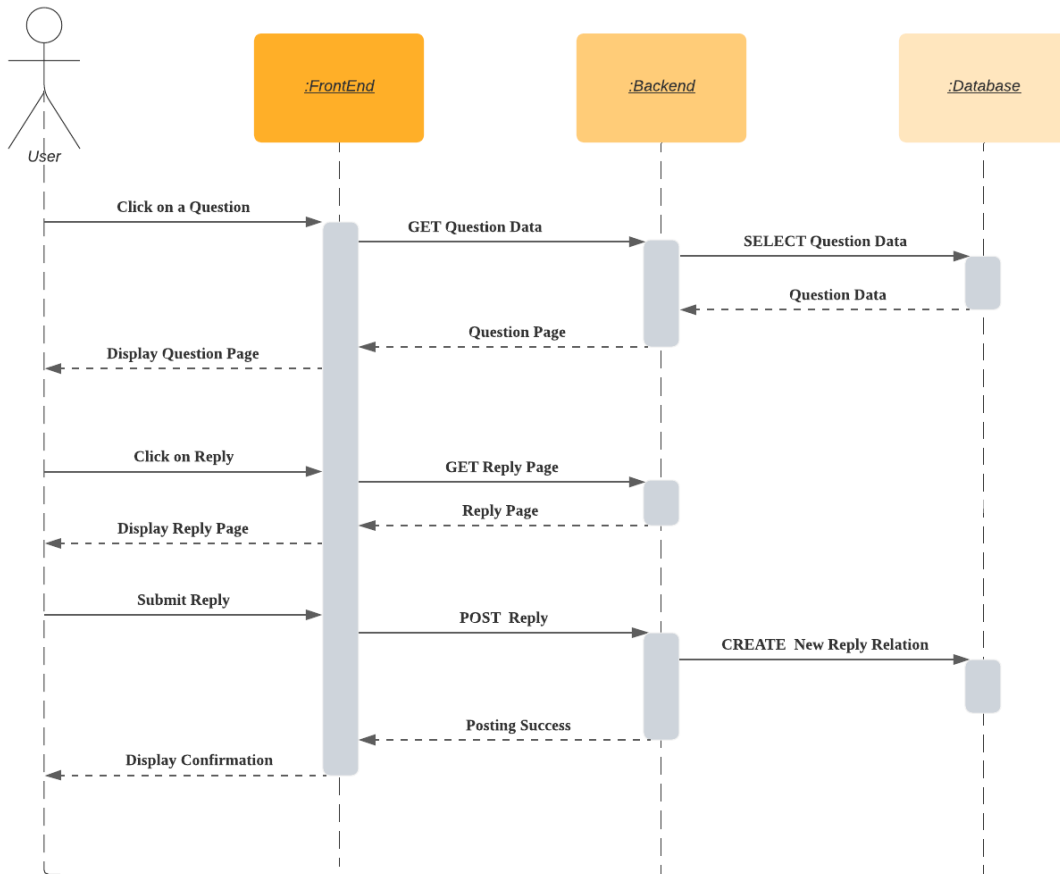 :FrontEnd
:Backend
:Database
User
Click on a Question
GET Question Data
SELECT Question Data
Question Data
Question Page
Display Question Page
Click on Reply
GET Reply Page
Reply Page
Display Reply Page
Submit Reply
POST  Reply
CREATE  New Reply Relation
Posting Success
Display Confirmation